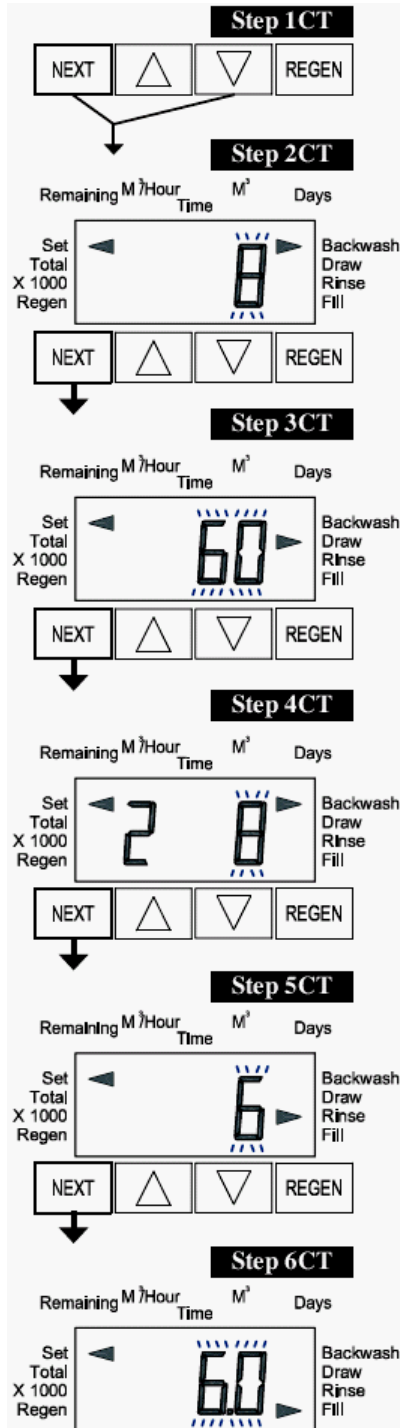 Step 1CT
NEXT REGEN
Step 2CT
Remaining M³/Hour Time M³ Days
Set Backwash
Total 8 Draw
X 1000 Rinse
Regen Fill
NEXT REGEN
Step 3CT
Remaining M³/Hour Time M³ Days
Set Backwash
Total 60 Draw
X 1000 Rinse
Regen Fill
NEXT REGEN
Step 4CT
Remaining M³/Hour Time M³ Days
Set Backwash
Total 2 8 Draw
X 1000 Rinse
Regen Fill
NEXT REGEN
Step 5CT
Remaining M³/Hour Time M³ Days
Set Backwash
Total 6 Draw
X 1000 Rinse
Regen Fill
NEXT REGEN
Step 6CT
Remaining M³/Hour Time M³ Days
Set Backwash
Total 6.0 Draw
X 1000 Rinse
Regen Fill